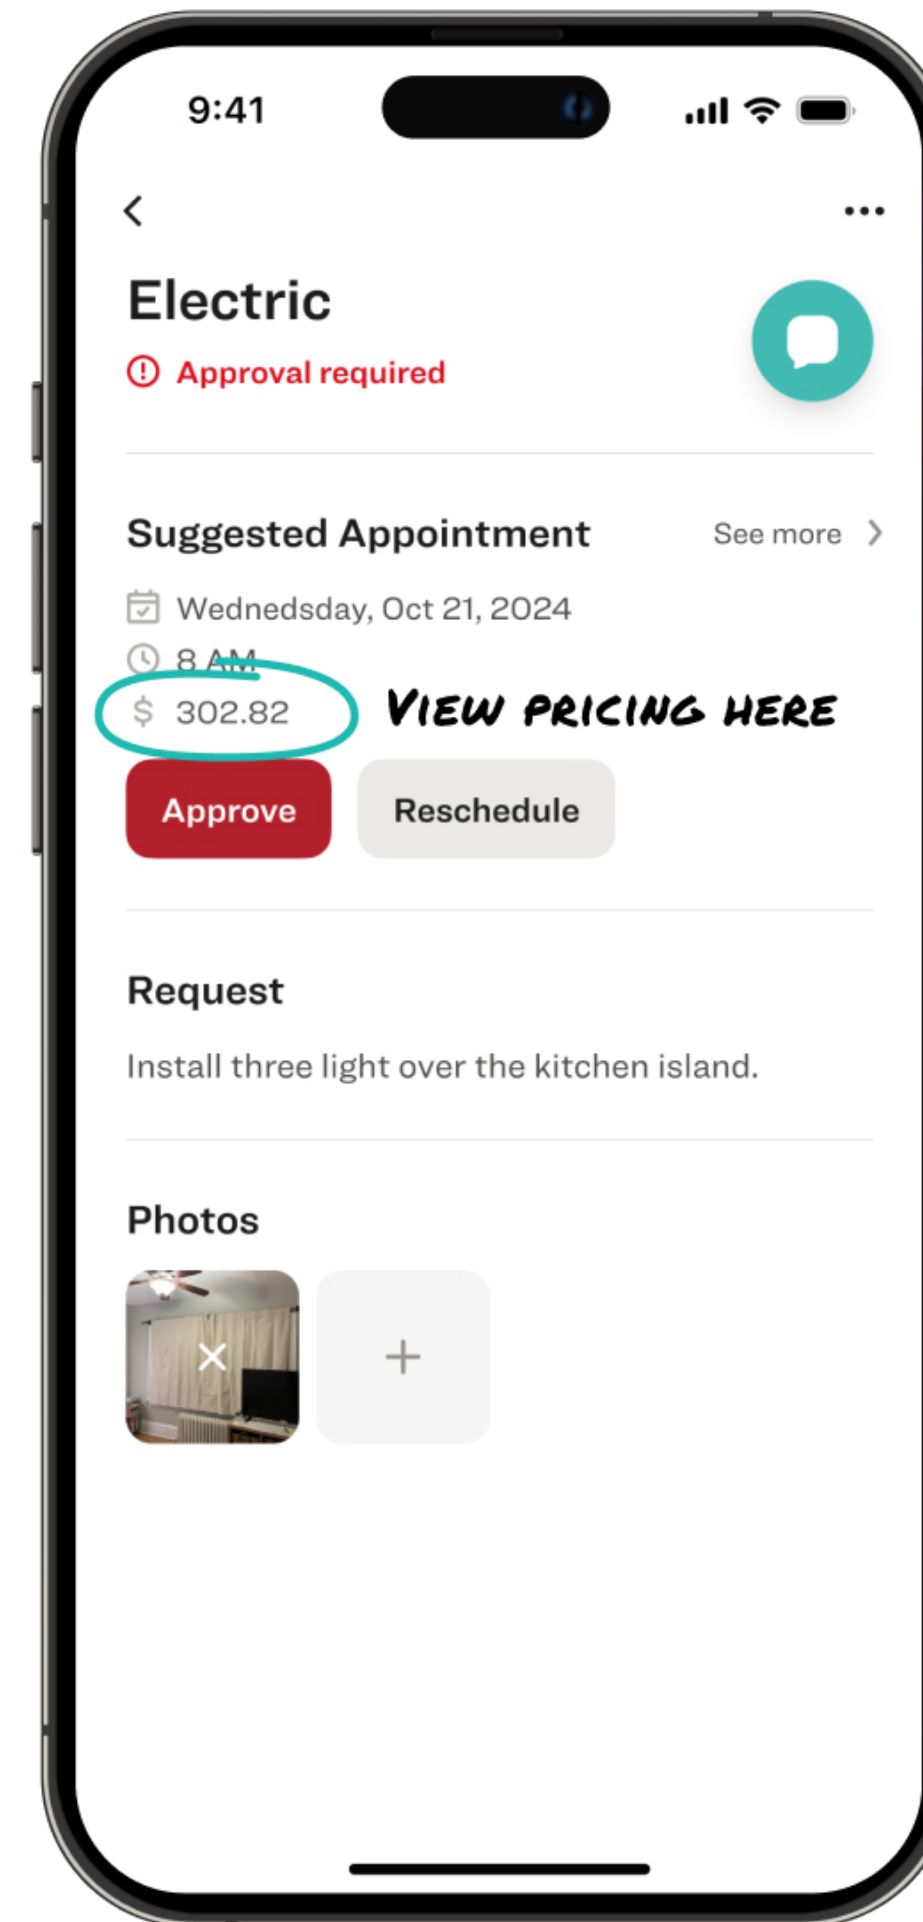 9:41
Electric
Approval required
Suggested Appointment See more
Wednedsday, Oct 21, 2024
8 AM
$ 302.82 VIEW PRICING HERE
Approve Reschedule
Request
Install three light over the kitchen island.
Photos